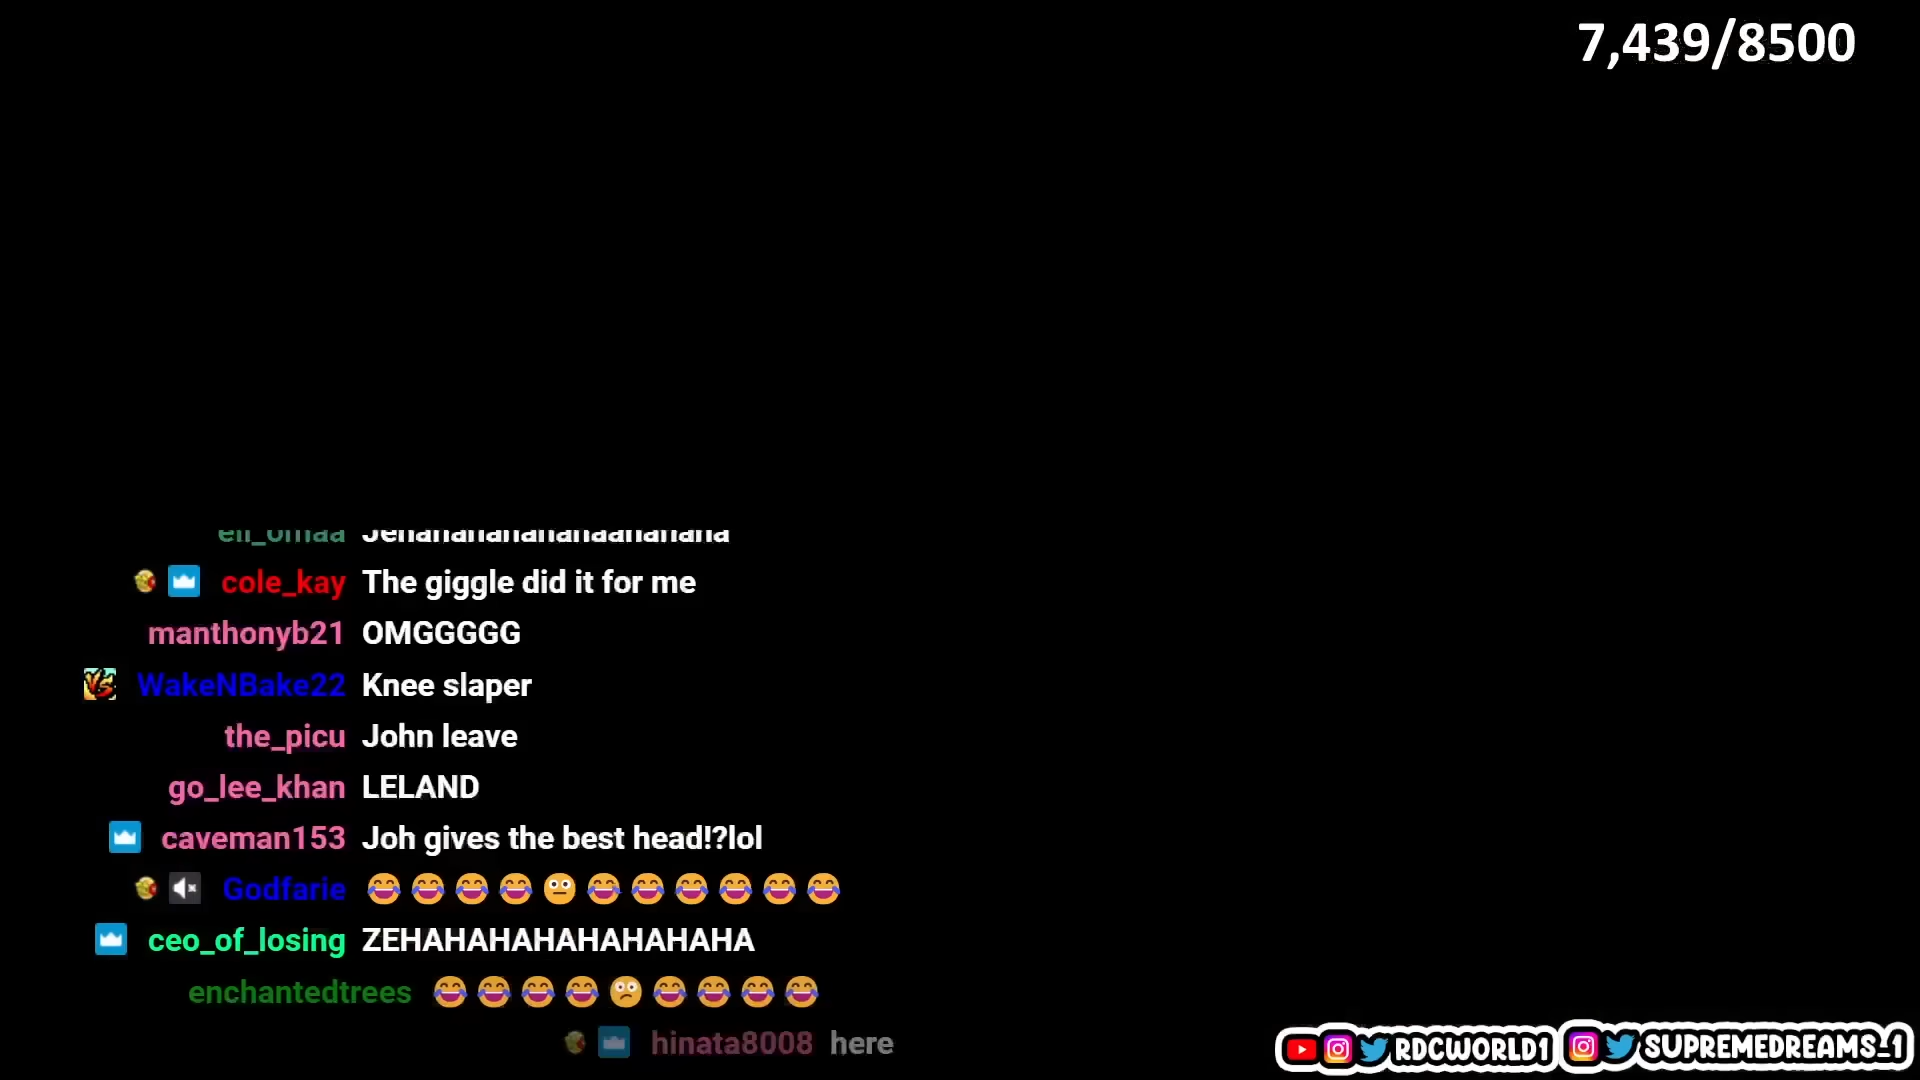 7,439/8500
cole_kay The giggle did it for me
manthonyb21 OMGGGGG
WakeNBake22 Knee slaper
the_picu John leave
go_lee_khan LELAND
caveman153 Joh gives the best head!?lol
Godfarie 😂😂😂😂😳😂😂😂😂😂😂
ceo_of_losing ZEHAHAHAHAHAHAHAHA
enchantedtrees 😂😂😂😂🙄😂😂😂😂
hinata8008 here
RDCWORLD1 SUPREMEDREAMS_1